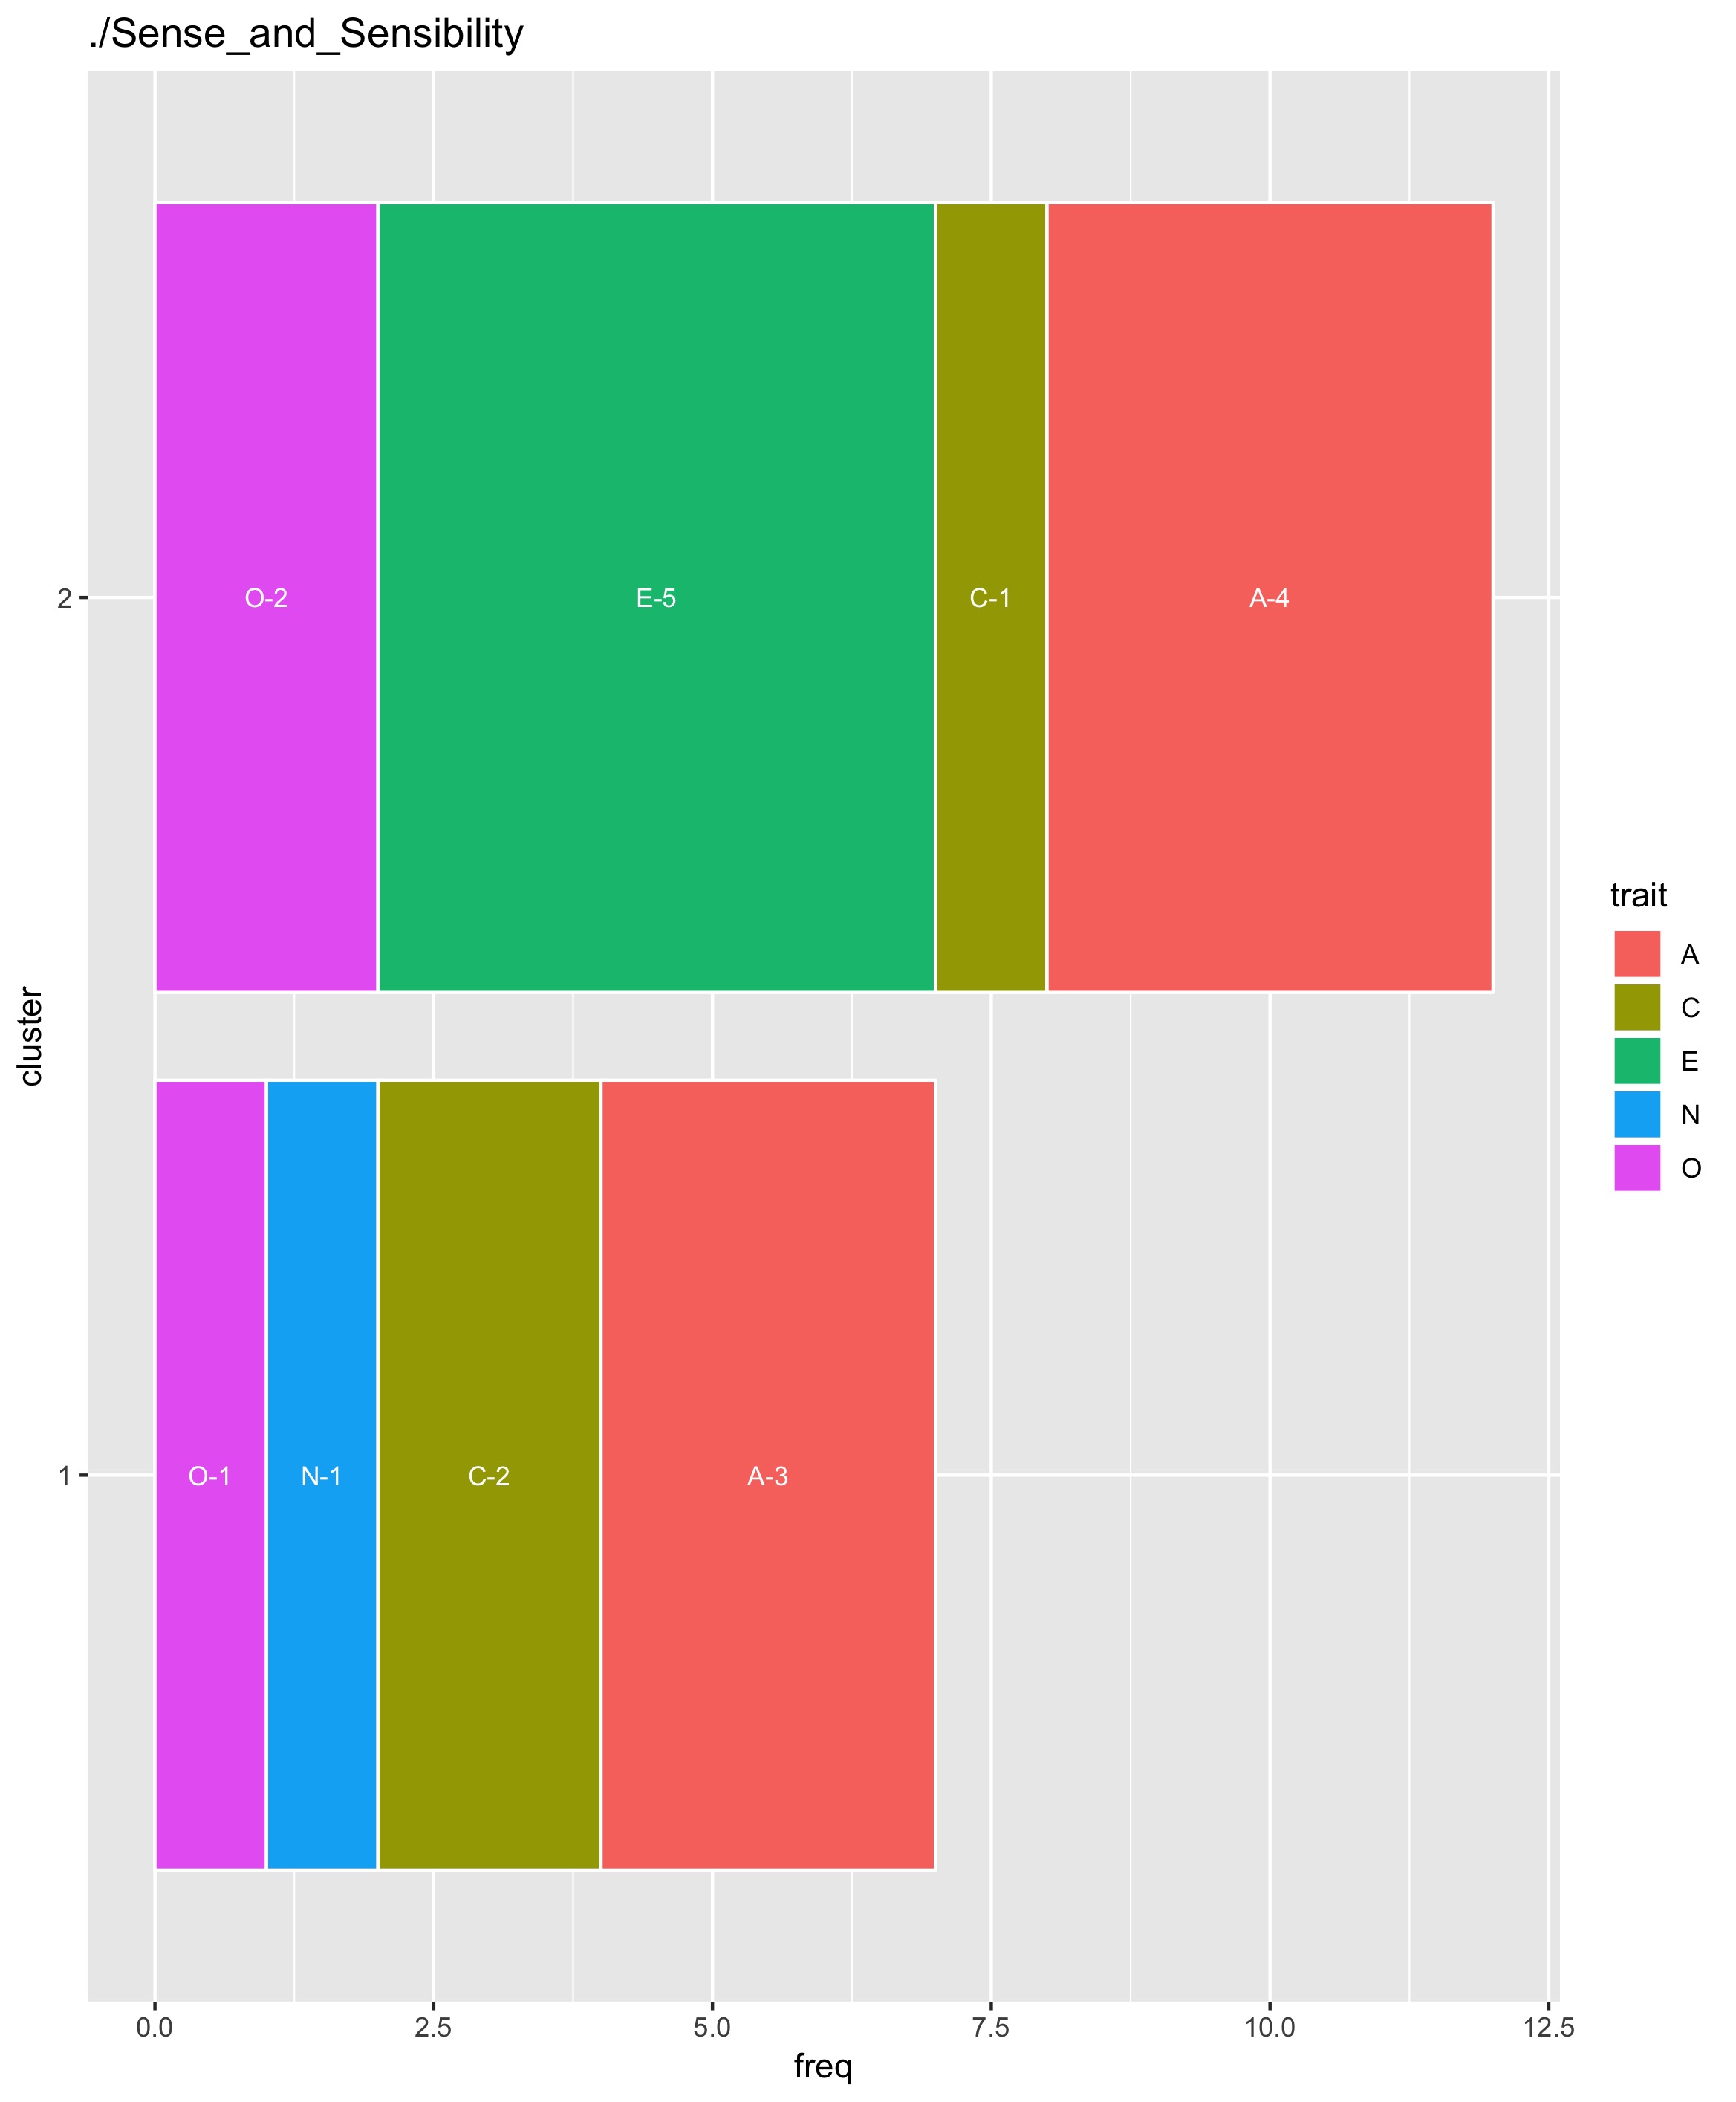 ./Sense_and_Sensibility
2
O-2
E-5
C-1
A-4
cluster
1
O-1
N-1
C-2
A-3
0.0
2.5
5.0
7.5
10.0
12.5
freq
trait
A
C
E
N
O